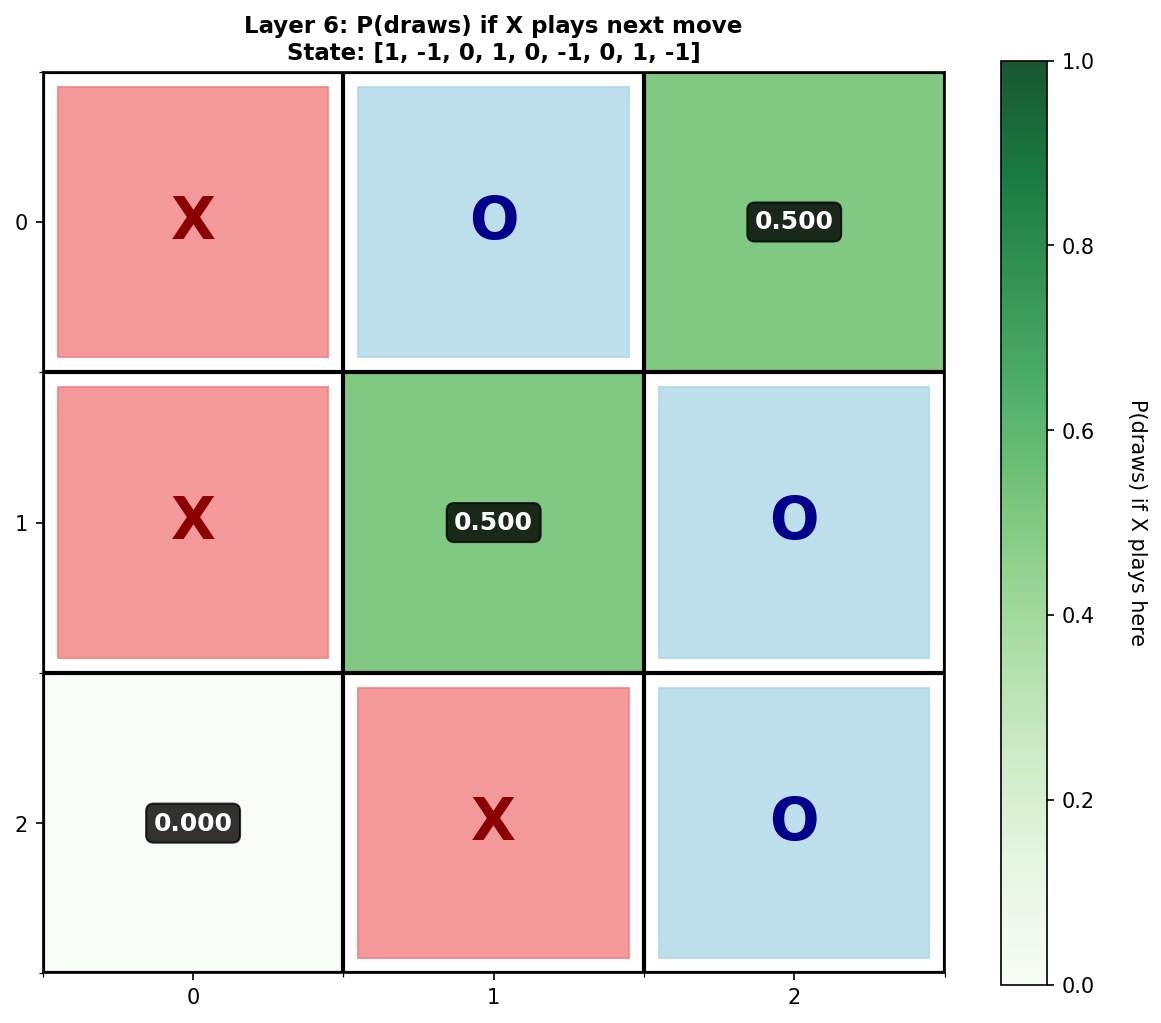 Layer 6: P(draws) if X plays next move
State: [1, -1, 0, 1, 0, -1, 0, 1, -1]
0
X
O
0.500
1
X
0.500
O
2
0.000
X
O
0
1
2
1.0
0.8
0.6
0.4
0.2
0.0
P(draws) if X plays here